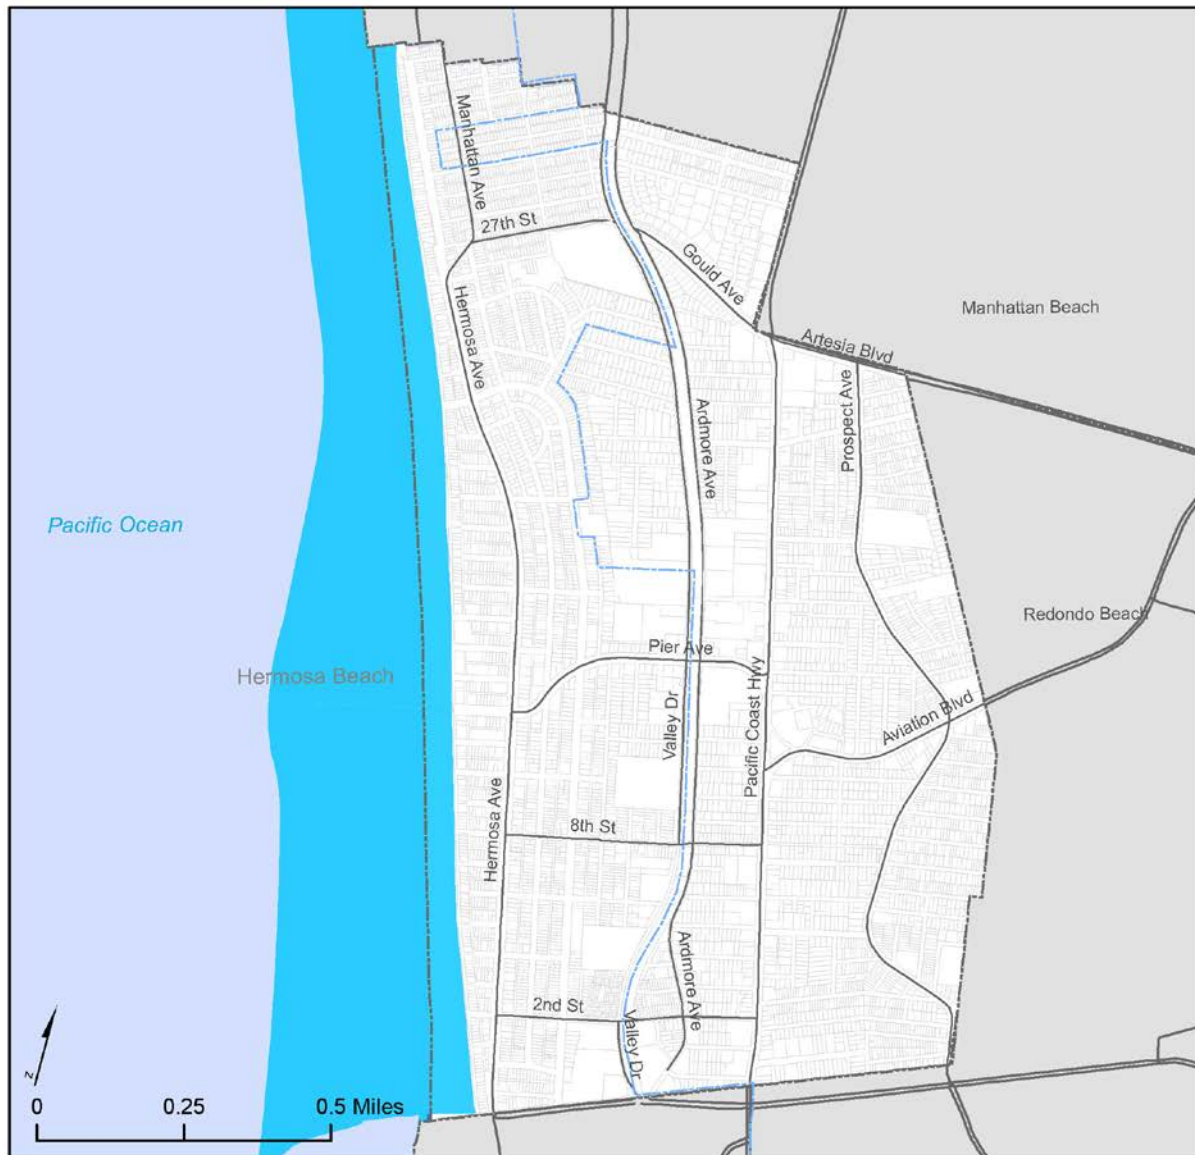 Manhattan Ave
27th St
Gould Ave
Hermosa Ave
Manhattan Beach
Artesia Blvd
Prospect Ave
Ardmore Ave
Pacific Ocean
Redondo Beach
Pier Ave
Hermosa Beach
Valley Dr
Pacific Coast Hwy
Aviation Blvd
8th St
Hermosa Ave
Ardmore Ave
2nd St
Valley Dr
N
0 0.25 0.5 Miles